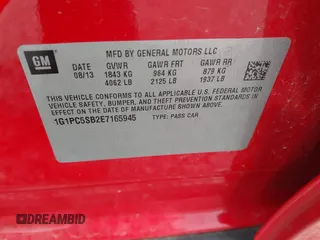 GM
MFD BY GENERAL MOTORS LLC
DATE GVWR GAWR FRT GAWR RR
08/13 1843 KG 964 KG 879 KG
4062 LB 2125 LB 1937 LB
THIS VEHICLE CONFORMS TO ALL APPLICABLE U.S. FEDERAL MOTOR
VEHICLE SAFETY, BUMPER, AND THEFT PREVENTION STANDARDS IN
EFFECT ON THE DATE OF MANUFACTURE SHOWN ABOVE.
1G1PC5SB2E7165945 TYPE: PASS CAR
DREAMBID